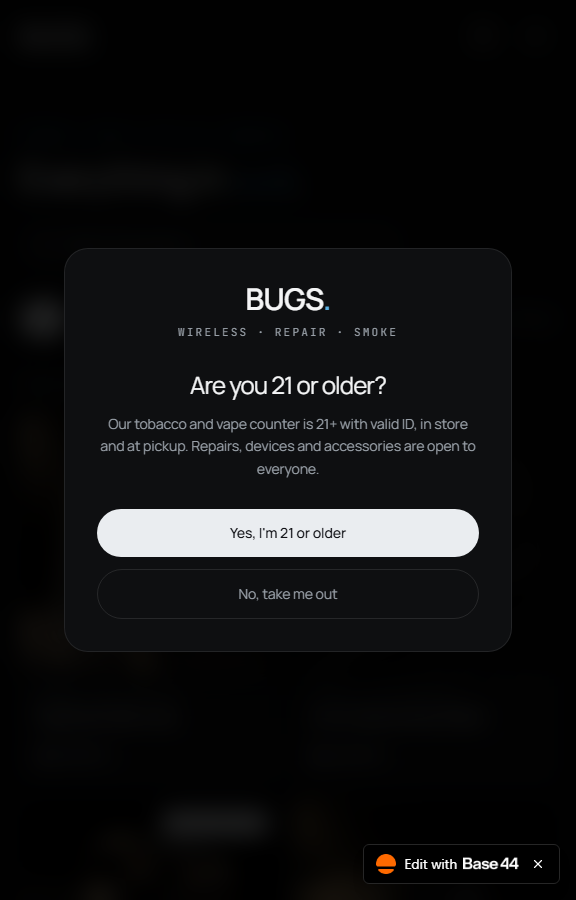 BUGS.
WIRELESS · REPAIR · SMOKE
Are you 21 or older?
Our tobacco and vape counter is 21+ with valid ID, in store
and at pickup. Repairs, devices and accessories are open to
everyone.
Yes, I'm 21 or older
No, take me out
Edit with Base 44 ×